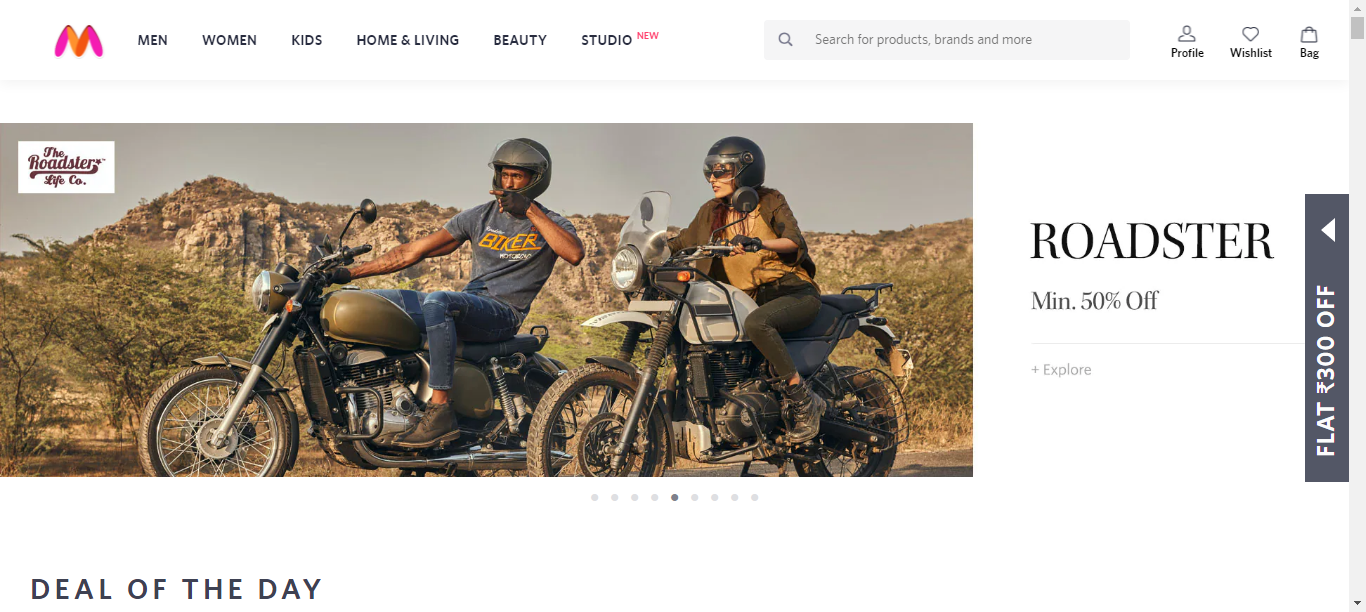 MEN
WOMEN
KIDS
HOME & LIVING
BEAUTY
STUDIO NEW
Search for products, brands and more
Profile
Wishlist
Bag
The
Roadster
Life Co.
BIKER
ROADSTER
Min. 50% Off
+ Explore
FLAT ₹300 OFF
DEAL OF THE DAY